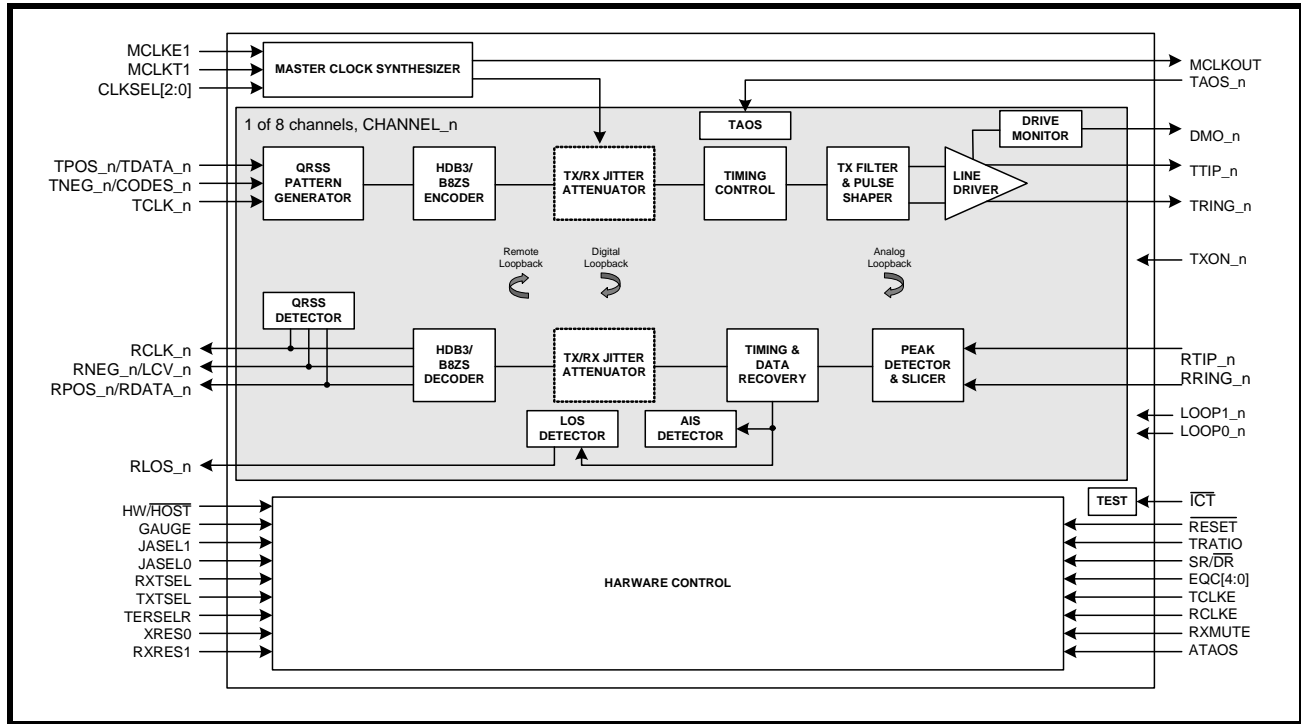 MCLKE1
MCLKT1
CLKSEL[2:0]
MASTER CLOCK SYNTHESIZER
MCLKOUT
TAOS_n
1 of 8 channels, CHANNEL_n
TAOS
DRIVE
MONITOR
DMO_n
TPOS_n/TDATA_n
TNEG_n/CODES_n
TCLK_n
QRSS
PATTERN
GENERATOR
HDB3/
B8ZS
ENCODER
TX/RX JITTER
ATTENUATOR
TIMING
CONTROL
TX FILTER
& PULSE
SHAPER
LINE
DRIVER
TTIP_n
TRING_n
Remote
Loopback
Digital
Loopback
Analog
Loopback
TXON_n
QRSS
DETECTOR
RCLK_n
RNEG_n/LCV_n
RPOS_n/RDATA_n
HDB3/
B8ZS
DECODER
TX/RX JITTER
ATTENUATOR
TIMING &
DATA
RECOVERY
PEAK
DETECTOR
& SLICER
RTIP_n
RRING_n
LOS
DETECTOR
AIS
DETECTOR
LOOP1_n
LOOP0_n
RLOS_n
TEST
ICT
HW/HOST
GAUGE
JASEL1
JASEL0
RXTSEL
TXTSEL
TERSELR
XRES0
RXRES1
HARWARE CONTROL
RESET
TRATIO
SR/DR
EQC[4:0]
TCLKE
RCLKE
RXMUTE
ATAOS